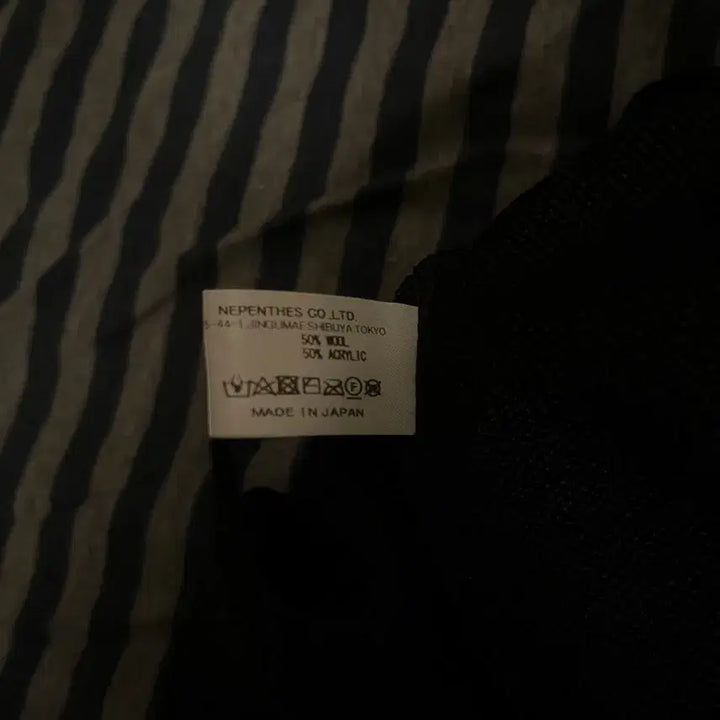 NEPENTHES CO.,LTD.
5-44-1 JINGUMAE SHIBUYA TOKYO
50% WOOL
50% ACRYLIC
F
MADE IN JAPAN